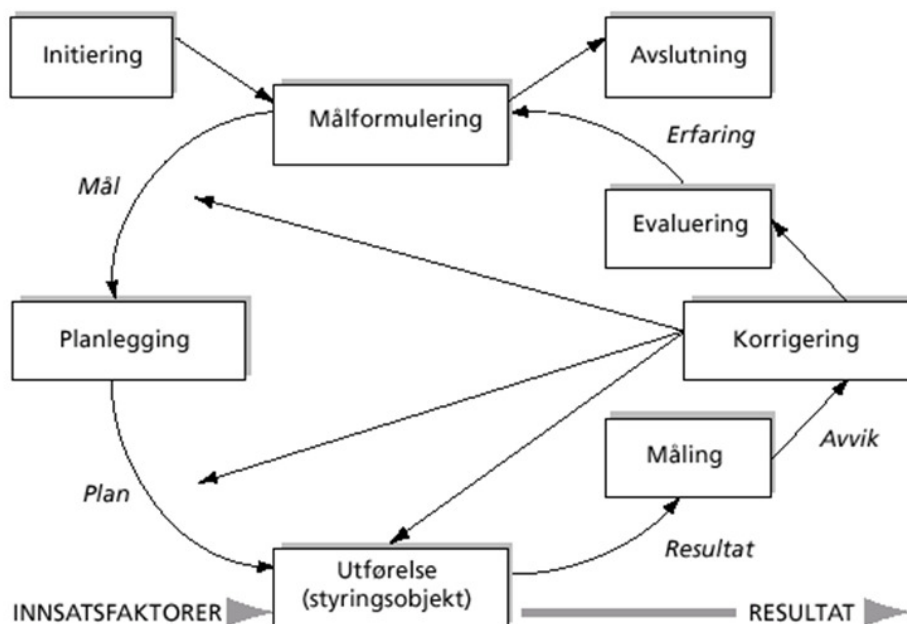 Initiering
Avslutning
Målformulering
Erfaring
Mål
Evaluering
Planlegging
Korrigering
Måling
Avvik
Plan
Resultat
Utførelse
(styringsobjekt)
INNSATSFAKTORER
RESULTAT